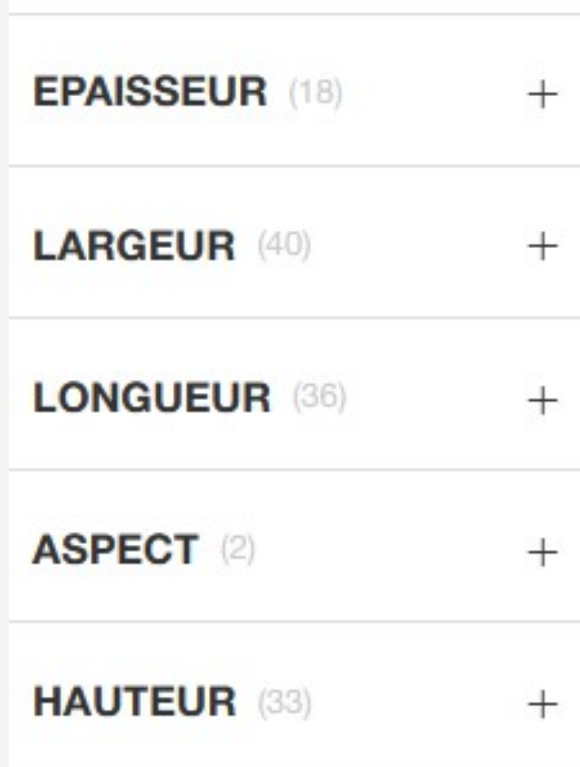 EPAISSEUR (18) +
LARGEUR (40) +
LONGUEUR (36) +
ASPECT (2) +
HAUTEUR (33) +